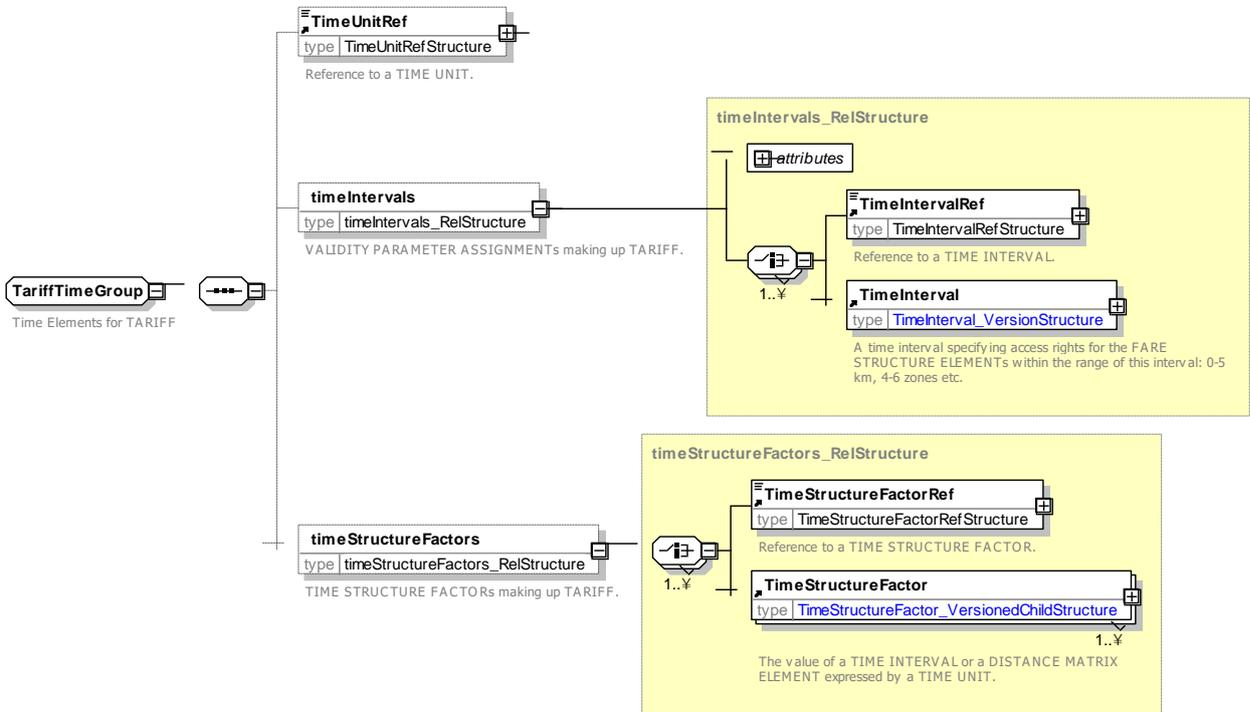 TimeUnitRef
type TimeUnitRefStructure
Reference to a TIME UNIT.
timeIntervals_RelStructure
attributes
timeIntervals
type timeIntervals_RelStructure
VALIDITY PARAMETER ASSIGNMENTs making up TARIFF.
TimeIntervalRef
type TimeIntervalRefStructure
Reference to a TIME INTERVAL.
1..¥
TimeInterval
type TimeInterval_VersionStructure
A time interval specifying access rights for the FARE
STRUCTURE ELEMENTs within the range of this interval: 0-5
km, 4-6 zones etc.
TariffTimeGroup
Time Elements for TARIFF
timeStructureFactors_RelStructure
TimeStructureFactorRef
type TimeStructureFactorRefStructure
Reference to a TIME STRUCTURE FACTOR.
timeStructureFactors
type timeStructureFactors_RelStructure
TIME STRUCTURE FACTORs making up TARIFF.
1..¥
TimeStructureFactor
type TimeStructureFactor_VersionedChildStructure
1..¥
The value of a TIME INTERVAL or a DISTANCE MATRIX
ELEMENT expressed by a TIME UNIT.